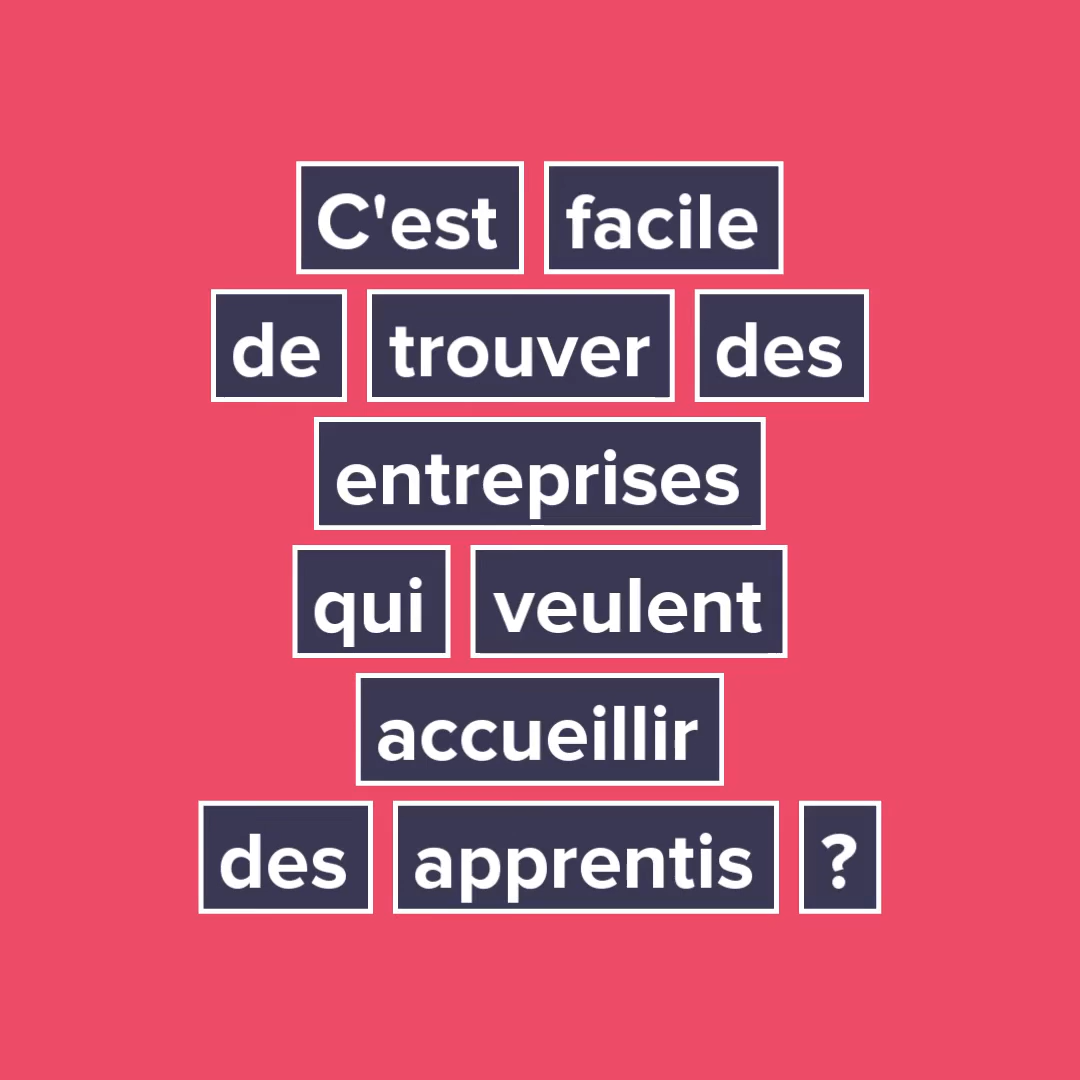 C'est facile
de trouver des
entreprises
qui veulent
accueillir
des apprentis ?